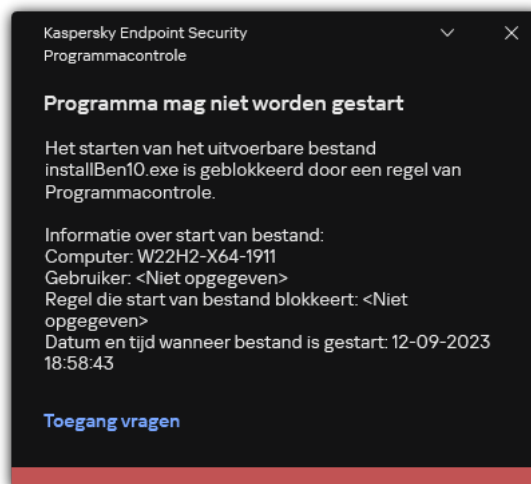 Kaspersky Endpoint Security
Programmacontrole
Programma mag niet worden gestart
Het starten van het uitvoerbare bestand
installBen10.exe is geblokkeerd door een regel van
Programmacontrole.
Informatie over start van bestand:
Computer: W22H2-X64-1911
Gebruiker: <Niet opgegeven>
Regel die start van bestand blokkeert: <Niet
opgegeven>
Datum en tijd wanneer bestand is gestart: 12-09-2023
18:58:43
Toegang vragen